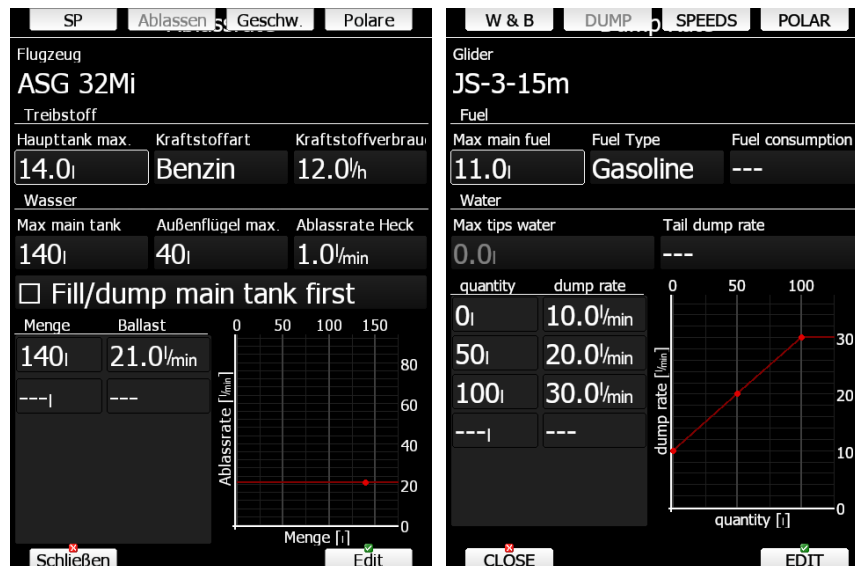 SP Ablassen Geschw. Polare
Ablassrate
Flugzeug
ASG 32Mi
Treibstoff
Haupttank max. Kraftstoffart Kraftstoffverbrau
14.0l Benzin 12.0l/h
Wasser
Max main tank Außenflügel max. Ablassrate Heck
140l 40l 1.0l/min
Fill/dump main tank first
Menge Ballast
140l 21.0l/min
---l ---
0 50 100 150
80
60
40
20
0
Ablassrate [l/min]
Menge [l]
Schließen Edit
W & B DUMP SPEEDS POLAR
Dump Rate
Glider
JS-3-15m
Fuel
Max main fuel Fuel Type Fuel consumption
11.0l Gasoline ---
Water
Max tips water Tail dump rate
0.0l ---
quantity dump rate
0l 10.0l/min
50l 20.0l/min
100l 30.0l/min
---l ---
0 50 100
30
20
10
0
dump rate [l/min]
quantity [l]
CLOSE EDIT